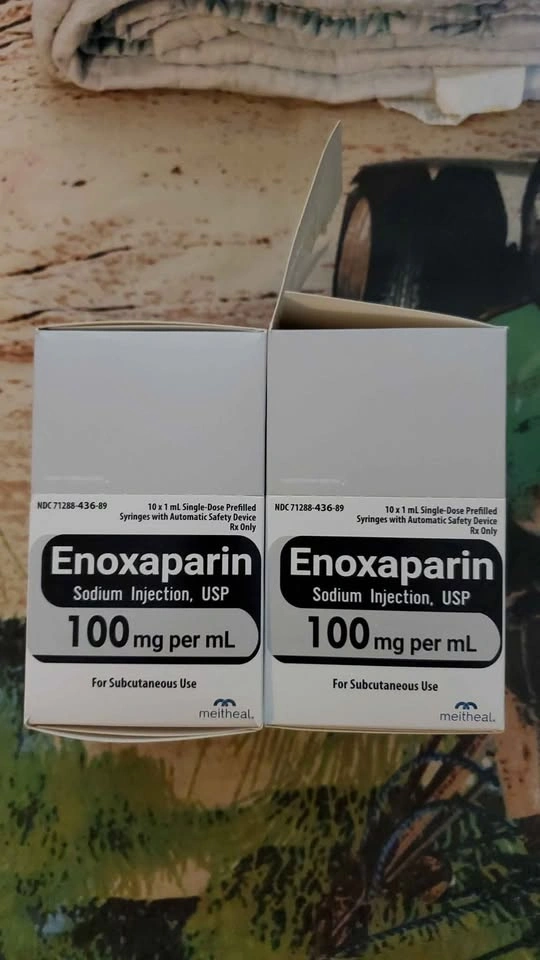 NDC 71288-436-89
10 x 1 mL Single-Dose Prefilled
Syringes with Automatic Safety Device
Rx Only
Enoxaparin
Sodium Injection, USP
100 mg per mL
For Subcutaneous Use
meitheal®
NDC 71288-436-89
10 x 1 mL Single-Dose Prefilled
Syringes with Automatic Safety Device
Rx Only
Enoxaparin
Sodium Injection, USP
100 mg per mL
For Subcutaneous Use
meitheal®